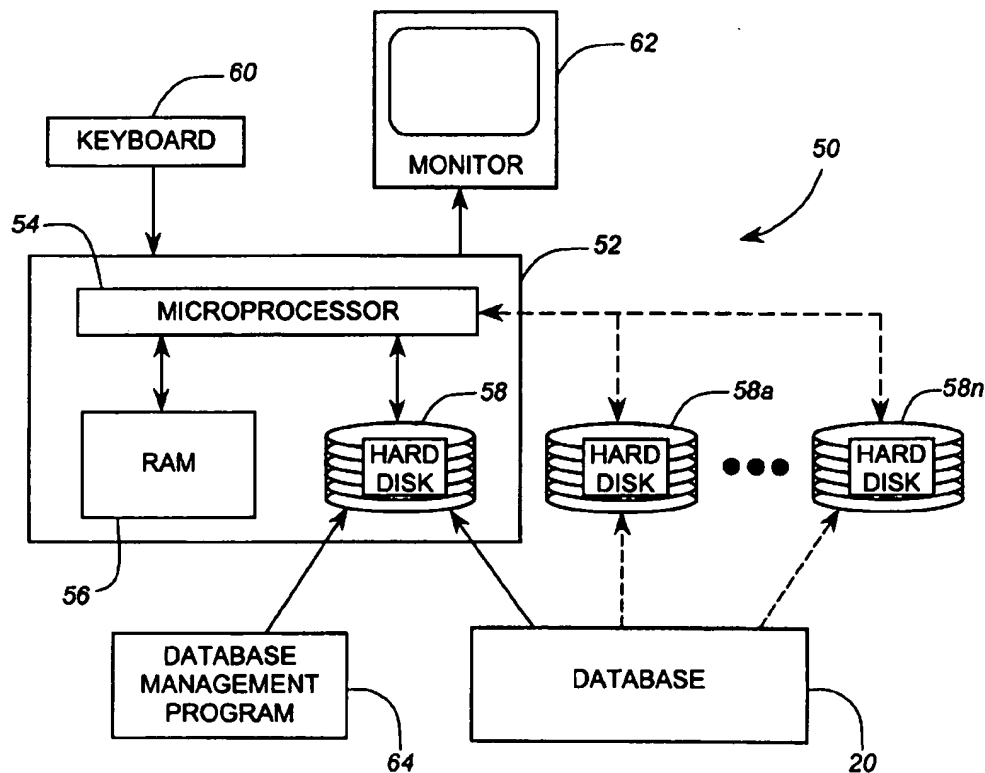 62
60
KEYBOARD
MONITOR
50
54
52
MICROPROCESSOR
58
58a
58n
RAM
HARD
DISK
HARD
DISK
HARD
DISK
56
DATABASE
MANAGEMENT
PROGRAM
DATABASE
64
20